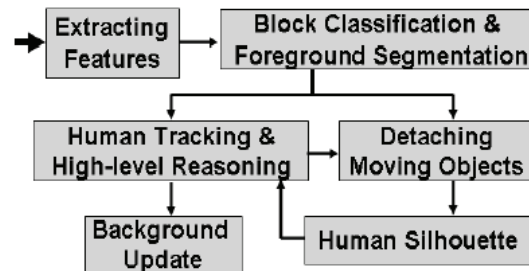 Extracting
Features
Block Classification &
Foreground Segmentation
Human Tracking &
High-level Reasoning
Detaching
Moving Objects
Background
Update
Human Silhouette